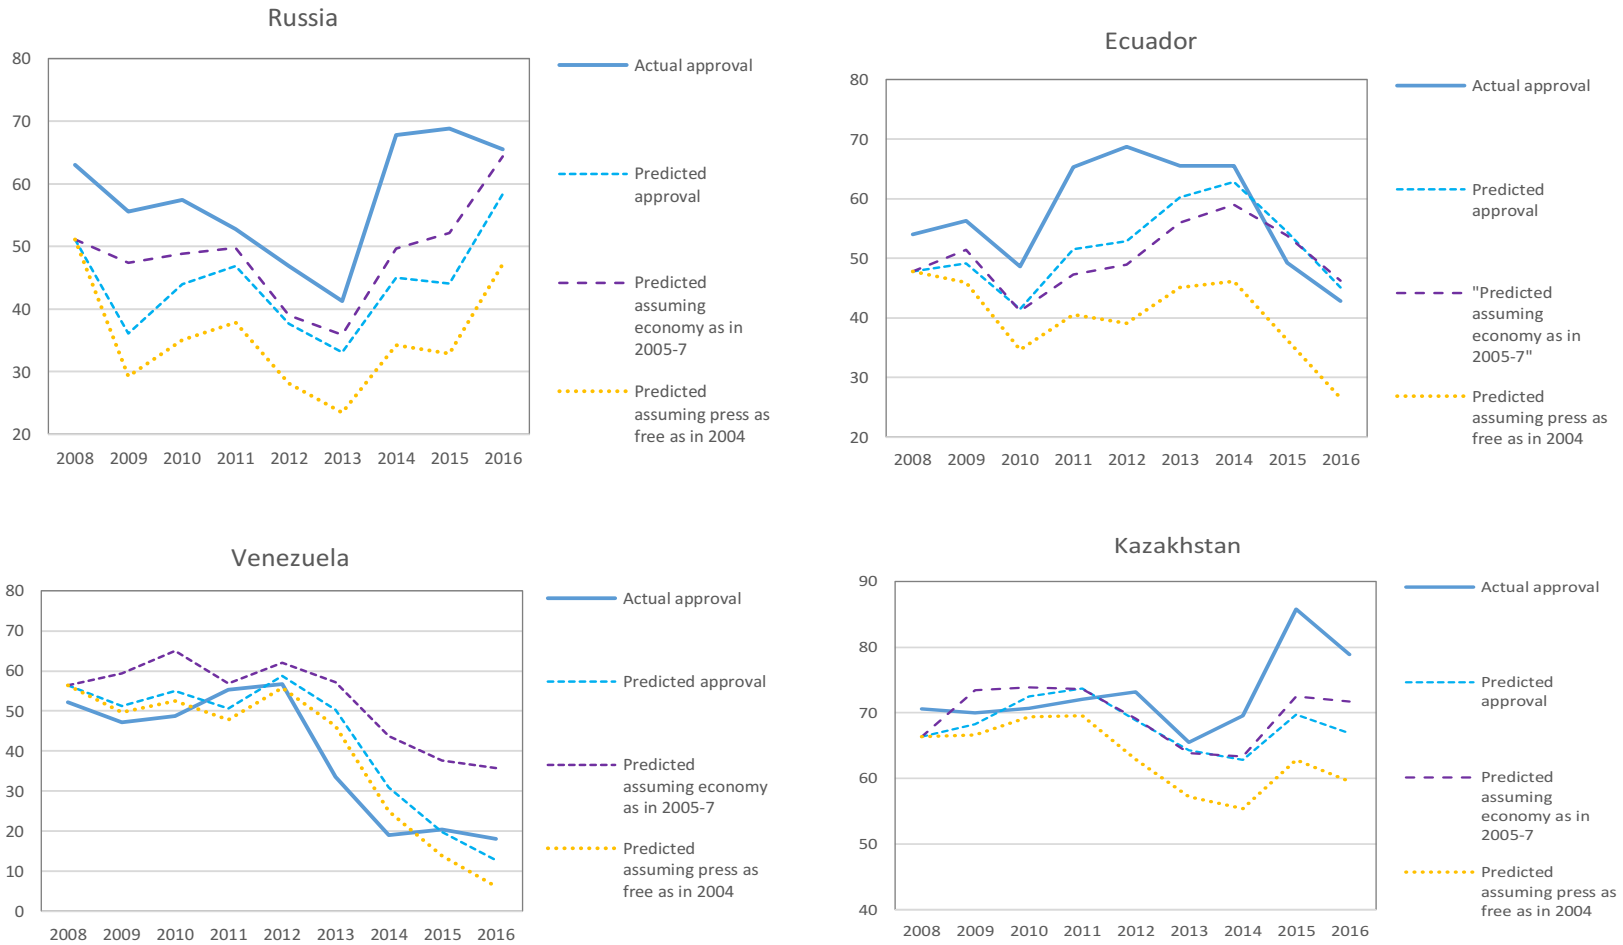 Russia
80
70
60
50
40
30
20
2008 2009 2010 2011 2012 2013 2014 2015 2016
Actual approval
Predicted
approval
Predicted
assuming
economy as in
2005-7
Predicted
assuming press as
free as in 2004
Ecuador
80
70
60
50
40
30
20
2008 2009 2010 2011 2012 2013 2014 2015 2016
Actual approval
Predicted
approval
"Predicted
assuming
economy as in
2005-7"
Predicted
assuming press as
free as in 2004
Venezuela
80
70
60
50
40
30
20
10
0
2008 2009 2010 2011 2012 2013 2014 2015 2016
Actual approval
Predicted approval
Predicted
assuming economy
as in 2005-7
Predicted
assuming press as
free as in 2004
Kazakhstan
90
80
70
60
50
40
2008 2009 2010 2011 2012 2013 2014 2015 2016
Actual approval
Predicted
approval
Predicted
assuming
economy as in
2005-7
Predicted
assuming press as
free as in 2004